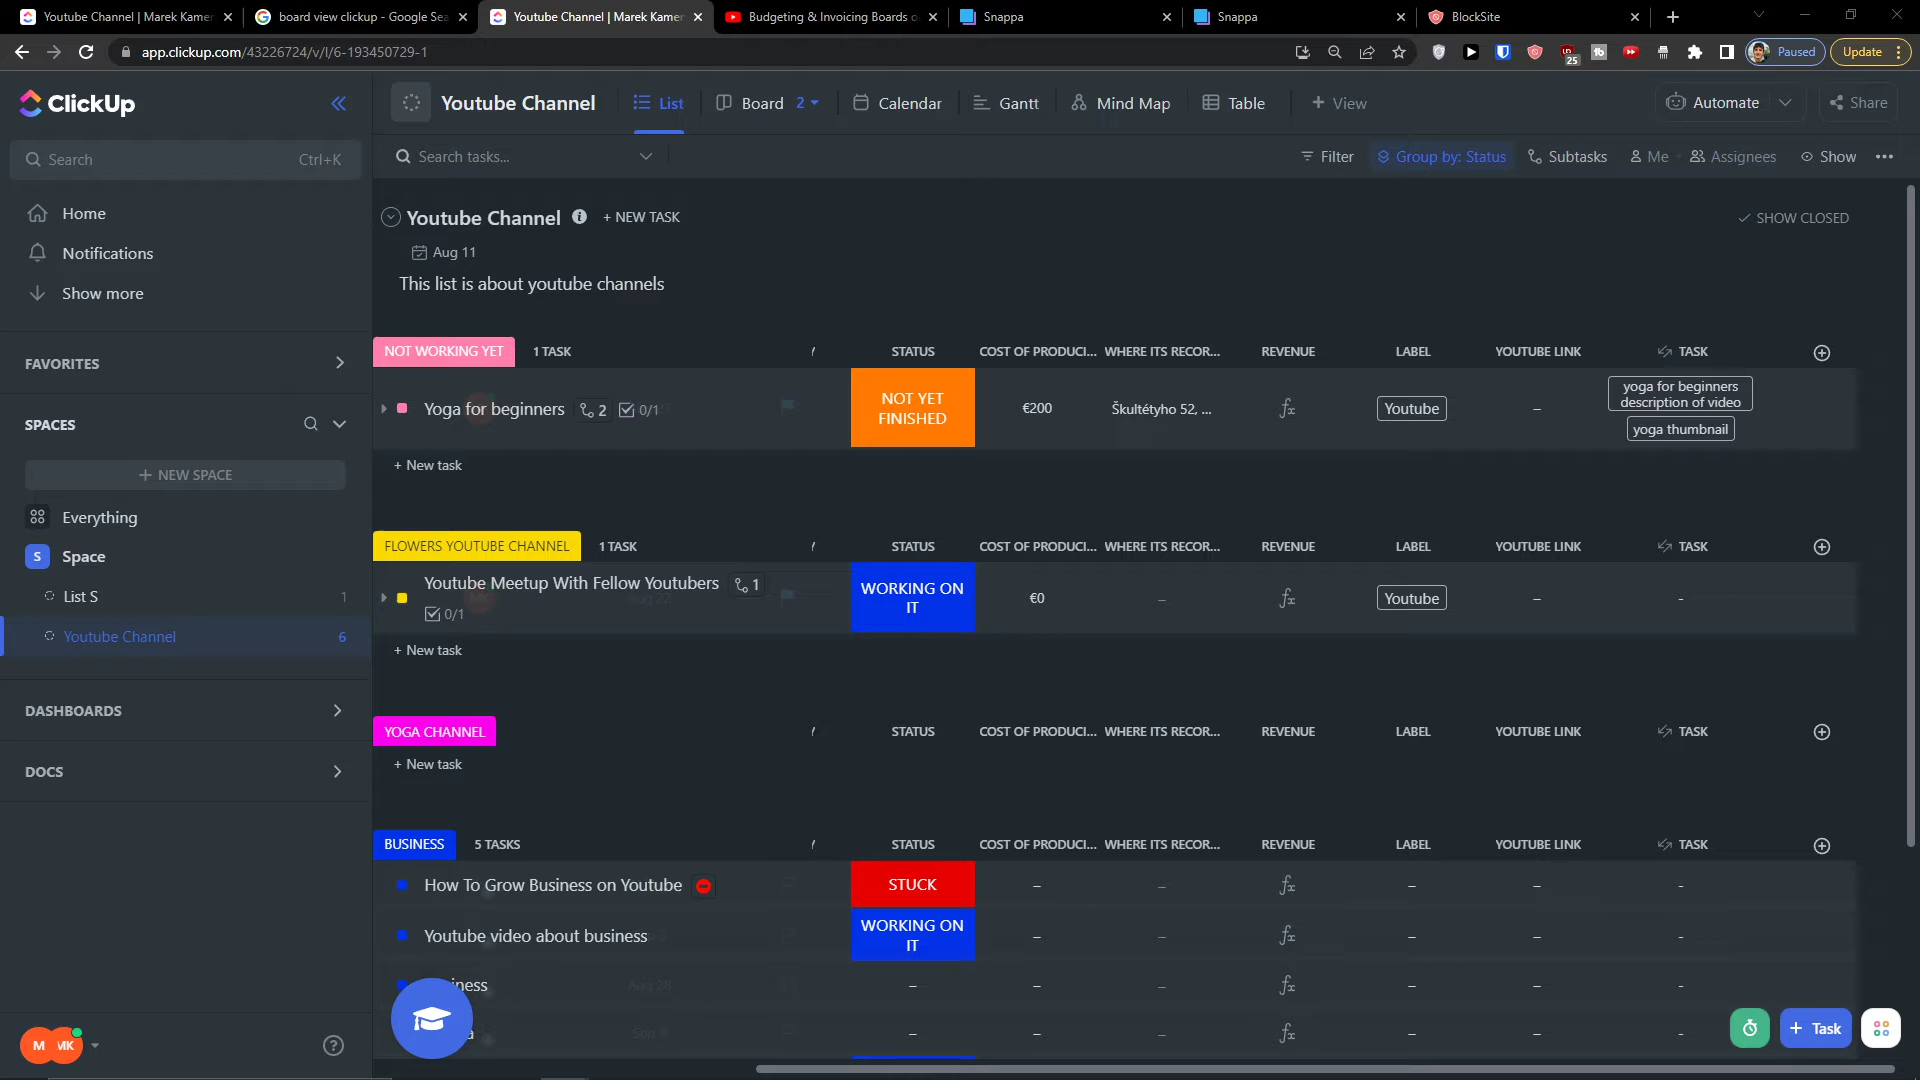 Youtube Channel | Marek Kamer
board view clickup - Google Sea
Youtube Channel | Marek Kamer
Budgeting & Invoicing Boards o
Snappa
Snappa
BlockSite
app.clickup.com/43226724/v/l/6-193450729-1
25
Paused
Update
ClickUp
Youtube Channel
List
Board 2
Calendar
Gantt
Mind Map
Table
+ View
Automate
Share
Search Ctrl+K
Search tasks...
Filter
Group by: Status
Subtasks
Me
Assignees
Show
Home
Notifications
Show more
FAVORITES
SPACES
+ NEW SPACE
Everything
S Space
List S 1
Youtube Channel 6
DASHBOARDS
DOCS
M MK
Youtube Channel + NEW TASK
SHOW CLOSED
Aug 11
This list is about youtube channels
NOT WORKING YET 1 TASK STATUS COST OF PRODUCI... WHERE ITS RECOR... REVENUE LABEL YOUTUBE LINK TASK
Yoga for beginners 2 0/1 NOT YET FINISHED €200 Škultétyho 52, ... fx Youtube – yoga for beginners description of video
yoga thumbnail
+ New task
FLOWERS YOUTUBE CHANNEL 1 TASK STATUS COST OF PRODUCI... WHERE ITS RECOR... REVENUE LABEL YOUTUBE LINK TASK
Youtube Meetup With Fellow Youtubers 1 0/1 Aug 22 WORKING ON IT €0 – fx Youtube – -
+ New task
YOGA CHANNEL STATUS COST OF PRODUCI... WHERE ITS RECOR... REVENUE LABEL YOUTUBE LINK TASK
+ New task
BUSINESS 5 TASKS STATUS COST OF PRODUCI... WHERE ITS RECOR... REVENUE LABEL YOUTUBE LINK TASK
How To Grow Business on Youtube STUCK – – fx – – -
Youtube video about business WORKING ON IT – – fx – – -
iness Aug 28 – – – fx – – -
a – – – fx – – -
+ Task